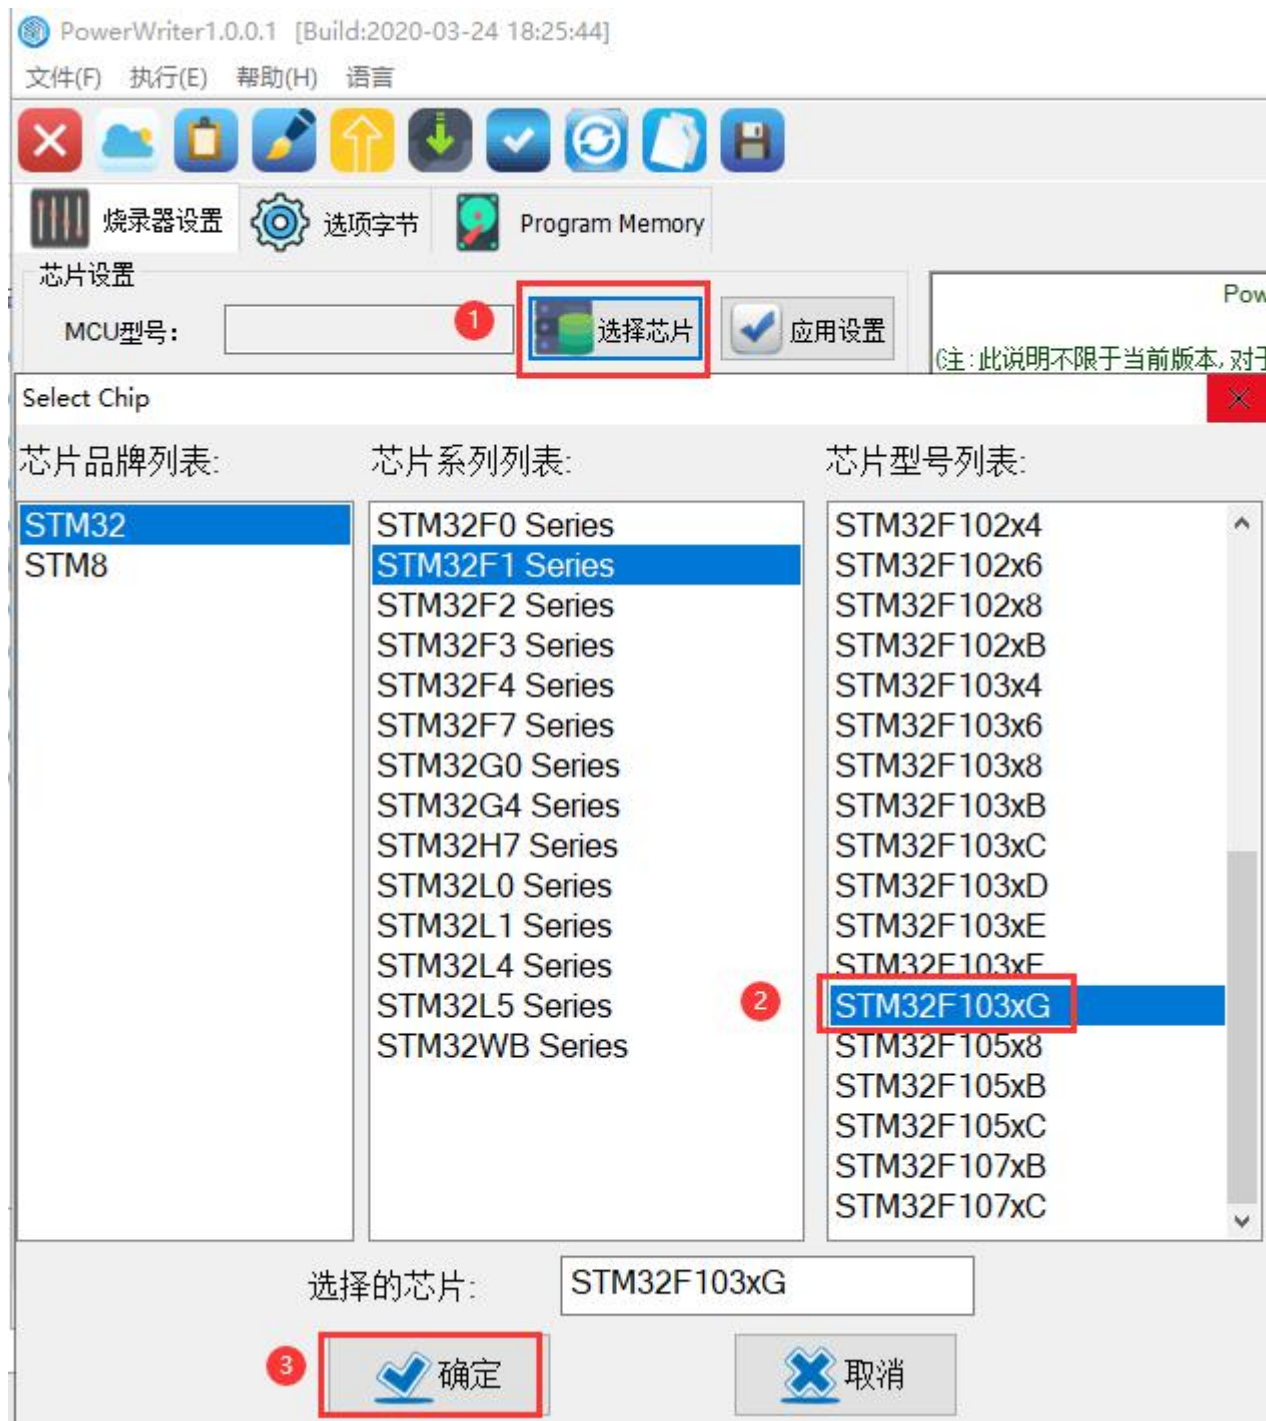 PowerWriter1.0.0.1 [Build:2020-03-24 18:25:44]
文件(F) 执行(E) 帮助(H) 语言
烧录器设置 选项字节 Program Memory
芯片设置
MCU型号: 1 选择芯片 应用设置
Pow
(注:此说明不限于当前版本,对于
Select Chip
芯片品牌列表: 芯片系列列表: 芯片型号列表:
STM32 STM32F0 Series STM32F102x4
STM8 STM32F1 Series STM32F102x6
STM32F2 Series STM32F102x8
STM32F3 Series STM32F102xB
STM32F4 Series STM32F103x4
STM32F7 Series STM32F103x6
STM32G0 Series STM32F103x8
STM32G4 Series STM32F103xB
STM32H7 Series STM32F103xC
STM32L0 Series STM32F103xD
STM32L1 Series STM32F103xE
STM32L4 Series STM32F103xF
STM32L5 Series 2 STM32F103xG
STM32WB Series STM32F105x8
STM32F105xB
STM32F105xC
STM32F107xB
STM32F107xC
选择的芯片: STM32F103xG
3 确定 取消